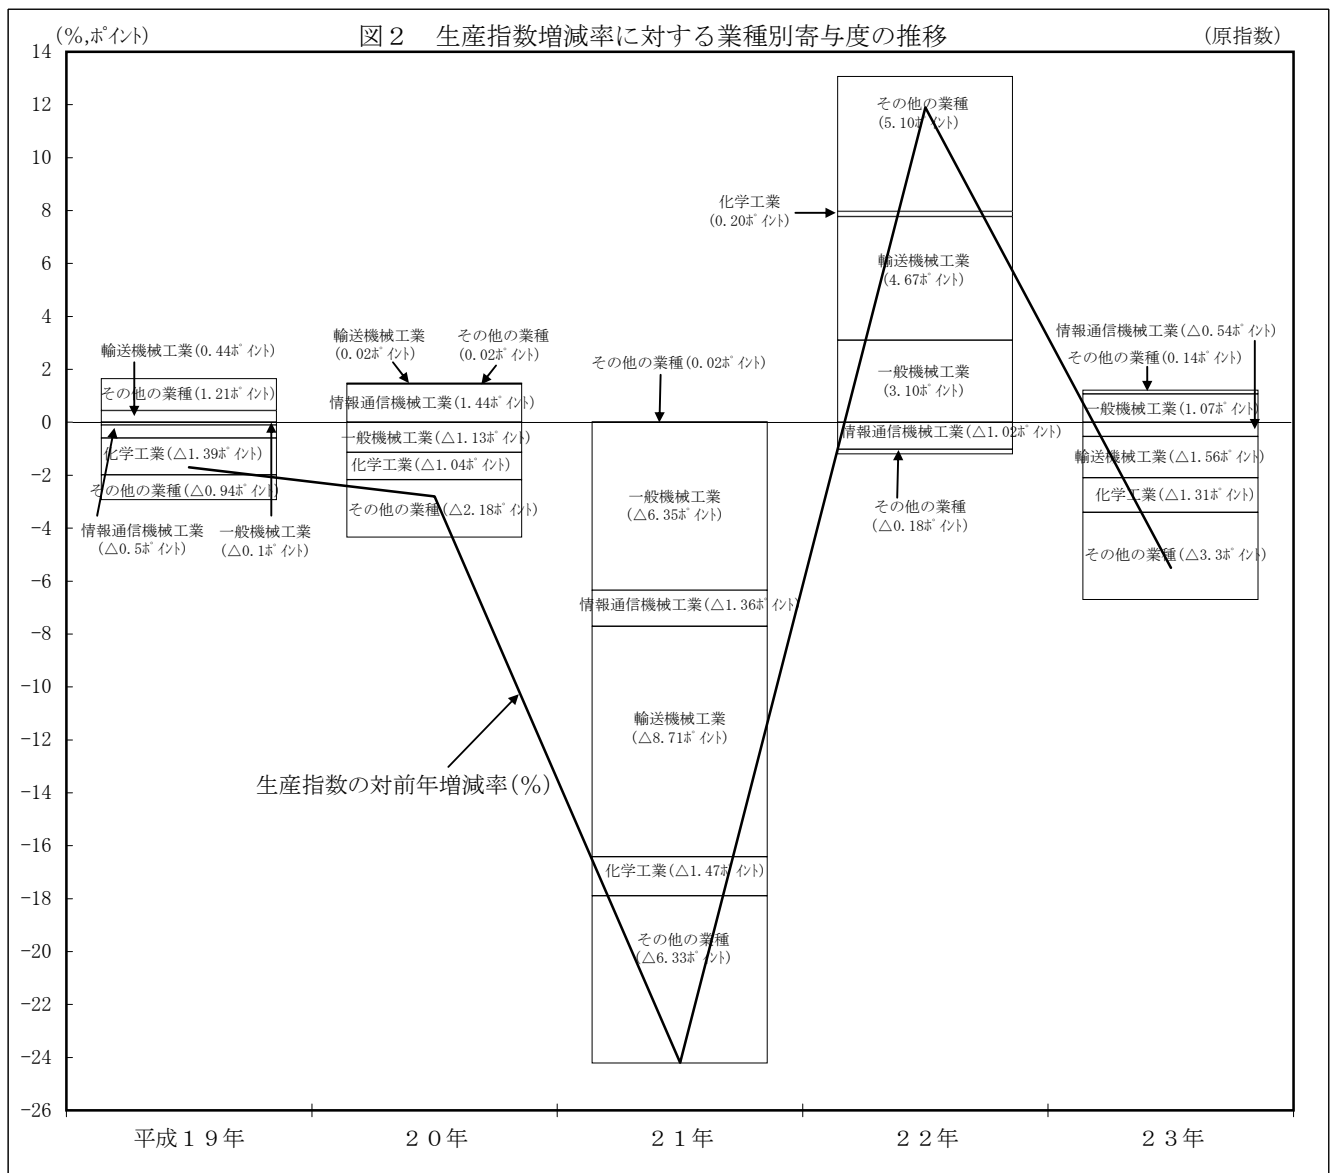 図２　生産指数増減率に対する業種別寄与度の推移
(%,ﾎﾟｲﾝﾄ)
(原指数)
14
12
10
8
6
4
2
0
-2
-4
-6
-8
-10
-12
-14
-16
-18
-20
-22
-24
-26
輸送機械工業(0.44ﾎﾟｲﾝﾄ)
その他の業種(1.21ﾎﾟｲﾝﾄ)
化学工業(△1.39ﾎﾟｲﾝﾄ)
その他の業種(△0.94ﾎﾟｲﾝﾄ)
情報通信機械工業
(△0.5ﾎﾟｲﾝﾄ)
一般機械工業
(△0.1ﾎﾟｲﾝﾄ)
輸送機械工業
(0.02ﾎﾟｲﾝﾄ)
その他の業種
(0.02ﾎﾟｲﾝﾄ)
情報通信機械工業(1.44ﾎﾟｲﾝﾄ)
一般機械工業(△1.13ﾎﾟｲﾝﾄ)
化学工業(△1.04ﾎﾟｲﾝﾄ)
その他の業種(△2.18ﾎﾟｲﾝﾄ)
生産指数の対前年増減率(%)
その他の業種(0.02ﾎﾟｲﾝﾄ)
一般機械工業
(△6.35ﾎﾟｲﾝﾄ)
情報通信機械工業(△1.36ﾎﾟｲﾝﾄ)
輸送機械工業
(△8.71ﾎﾟｲﾝﾄ)
化学工業(△1.47ﾎﾟｲﾝﾄ)
その他の業種
(△6.33ﾎﾟｲﾝﾄ)
その他の業種
(5.10ﾎﾟｲﾝﾄ)
化学工業
(0.20ﾎﾟｲﾝﾄ)
輸送機械工業
(4.67ﾎﾟｲﾝﾄ)
一般機械工業
(3.10ﾎﾟｲﾝﾄ)
情報通信機械工業(△1.02ﾎﾟｲﾝﾄ)
その他の業種
(△0.18ﾎﾟｲﾝﾄ)
情報通信機械工業(△0.54ﾎﾟｲﾝﾄ)
その他の業種(0.14ﾎﾟｲﾝﾄ)
一般機械工業(1.07ﾎﾟｲﾝﾄ)
輸送機械工業(△1.56ﾎﾟｲﾝﾄ)
化学工業(△1.31ﾎﾟｲﾝﾄ)
その他の業種(△3.3ﾎﾟｲﾝﾄ)
平成１９年
２０年
２１年
２２年
２３年